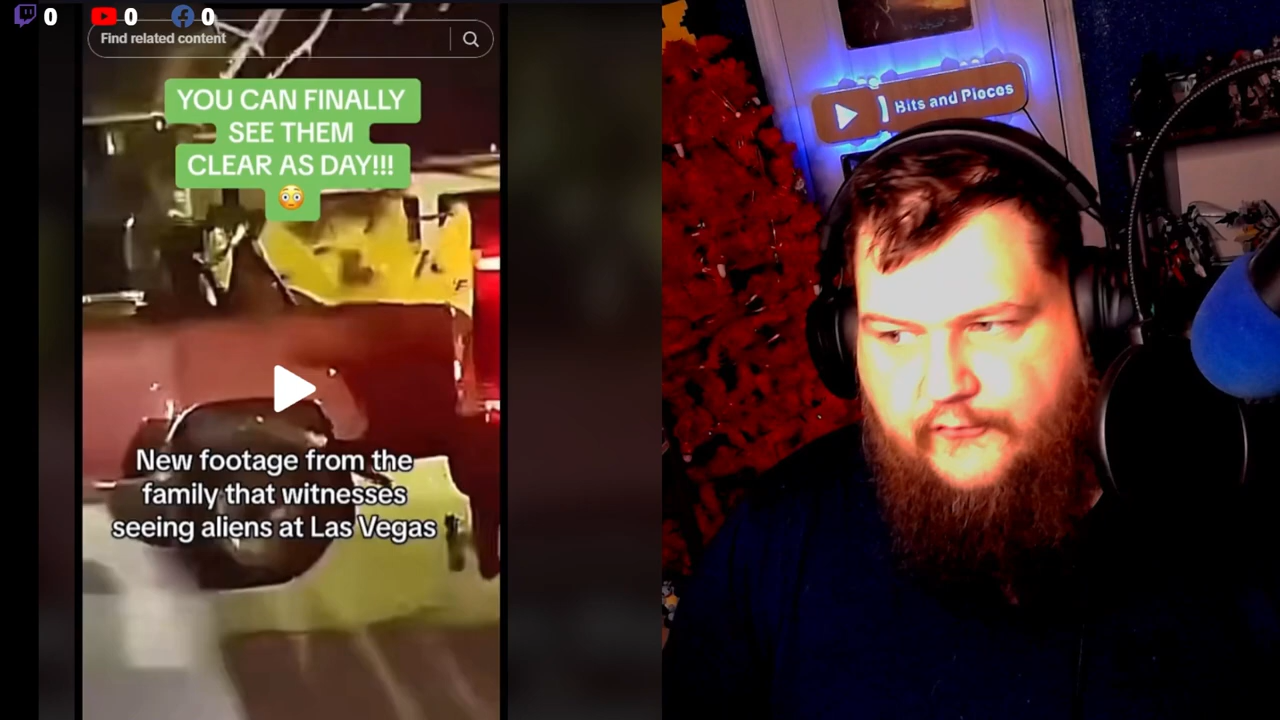 0 0 0
Find related content
YOU CAN FINALLY
SEE THEM
CLEAR AS DAY!!!
😳
Bits and Pieces
New footage from the
family that witnesses
seeing aliens at Las Vegas